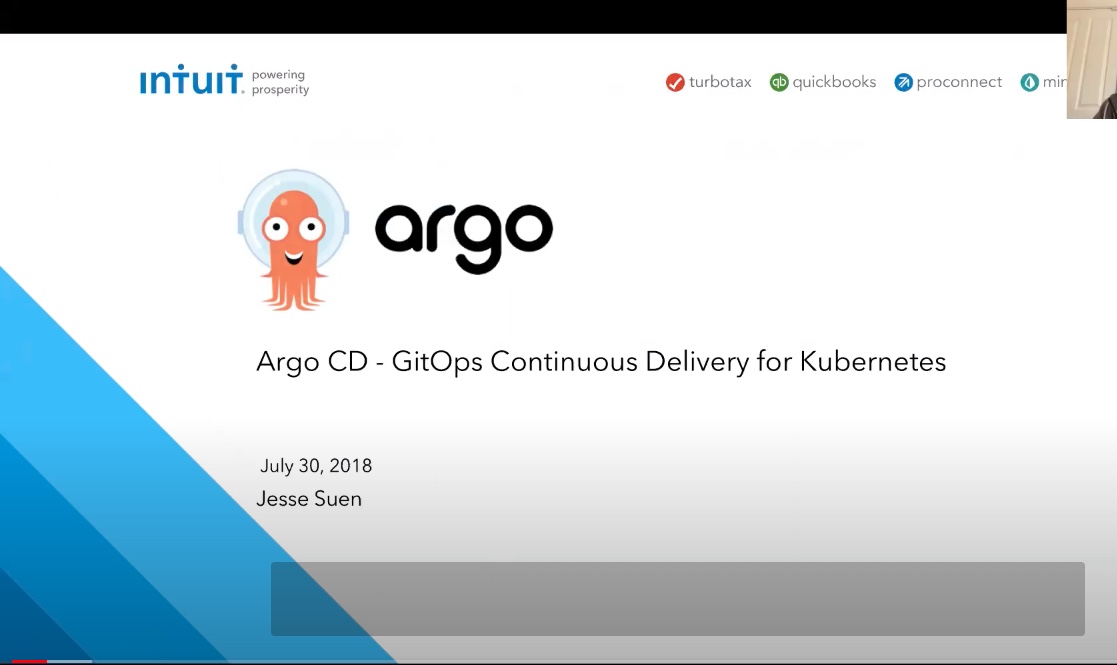 intuit. powering
prosperity
turbotax qb quickbooks proconnect
argo
Argo CD - GitOps Continuous Delivery for Kubernetes
July 30, 2018
Jesse Suen